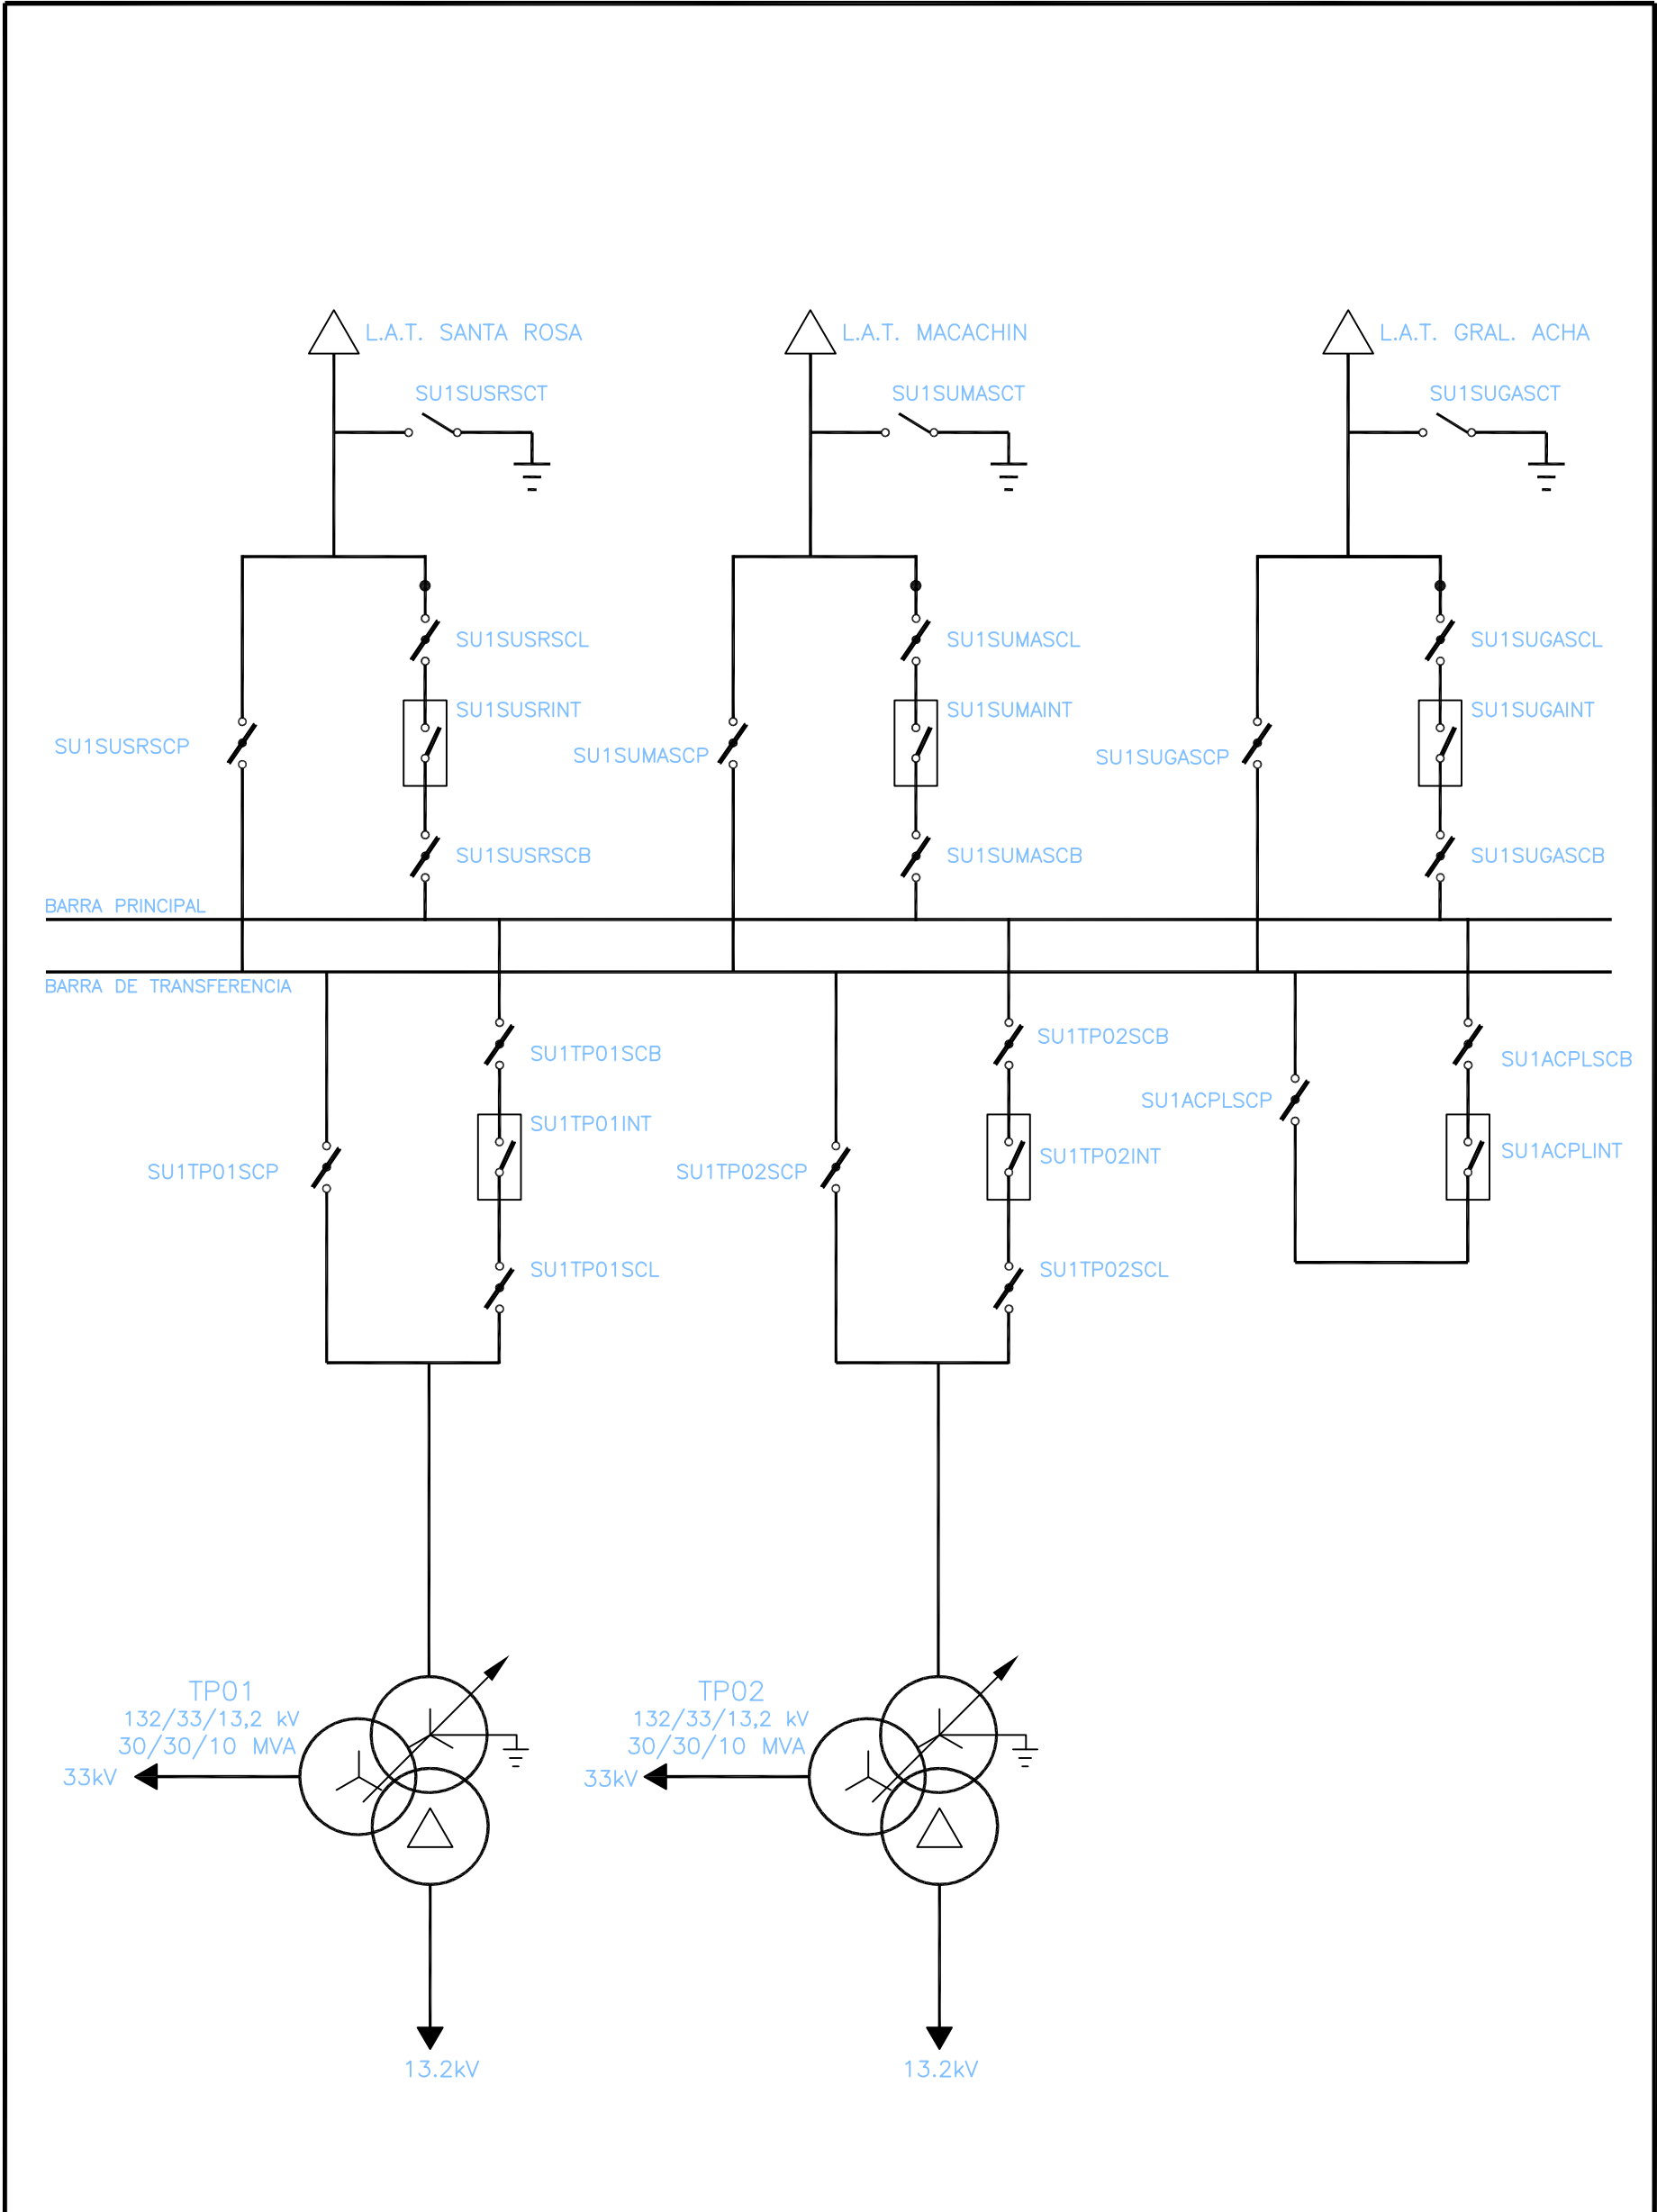 L.A.T. SANTA ROSA
L.A.T. MACACHIN
L.A.T. GRAL. ACHA
SU1SUSRSCT
SU1SUMASCT
SU1SUGASCT
SU1SUSRSCL
SU1SUMASCL
SU1SUGASCL
SU1SUSRINT
SU1SUMAINT
SU1SUGAINT
SU1SUSRSCP
SU1SUMASCP
SU1SUGASCP
SU1SUSRSCB
SU1SUMASCB
SU1SUGASCB
BARRA PRINCIPAL
BARRA DE TRANSFERENCIA
SU1TP01SCB
SU1TP02SCB
SU1ACPLSCB
SU1ACPLSCP
SU1TP01INT
SU1TP02INT
SU1ACPLINT
SU1TP01SCP
SU1TP02SCP
SU1TP01SCL
SU1TP02SCL
TP01
132/33/13,2 kV
30/30/10 MVA
33kV
TP02
132/33/13,2 kV
30/30/10 MVA
33kV
13.2kV
13.2kV